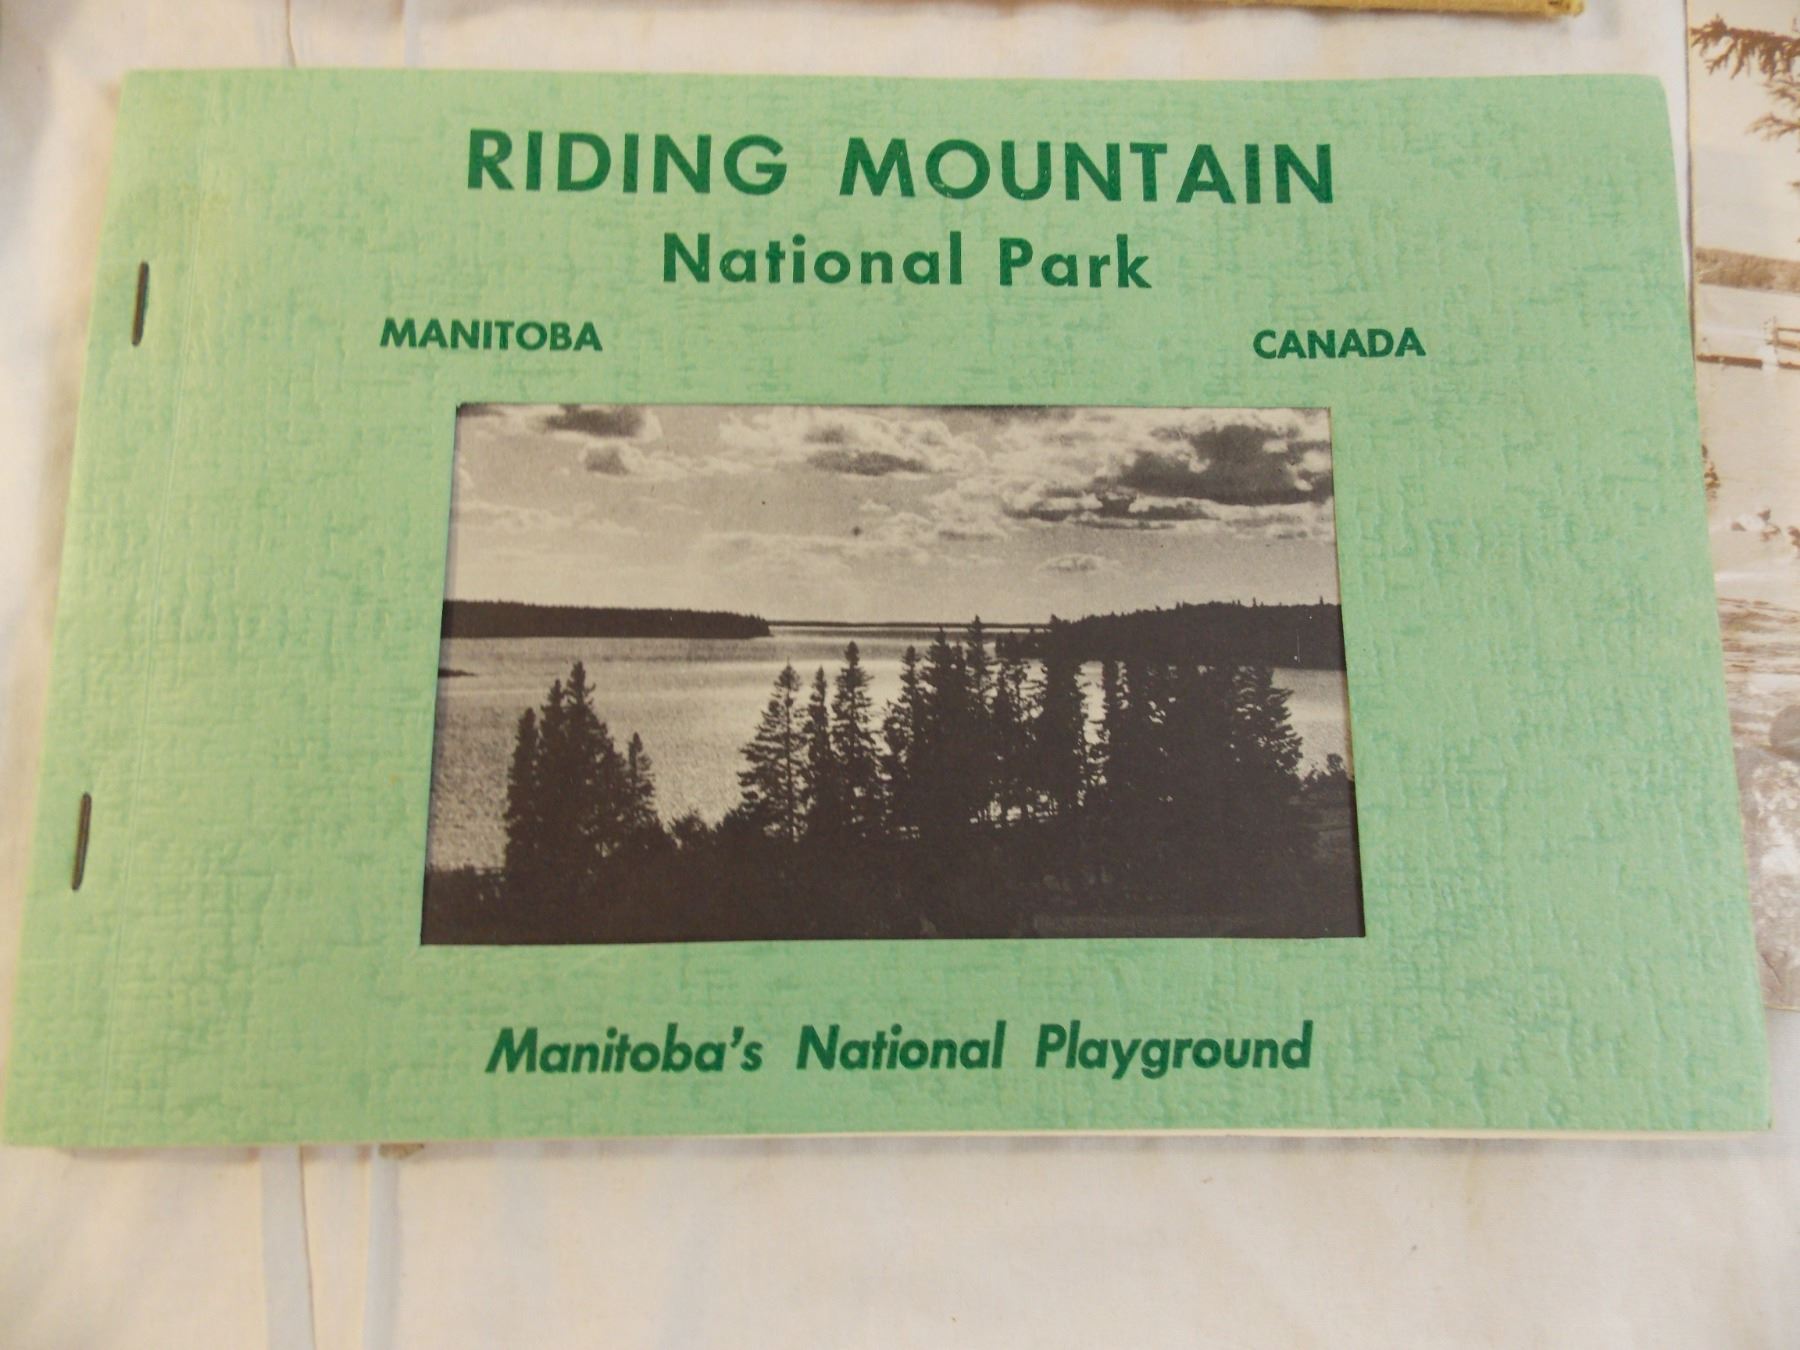 RIDING MOUNTAIN
National Park
MANITOBA CANADA
Manitoba's National Playground